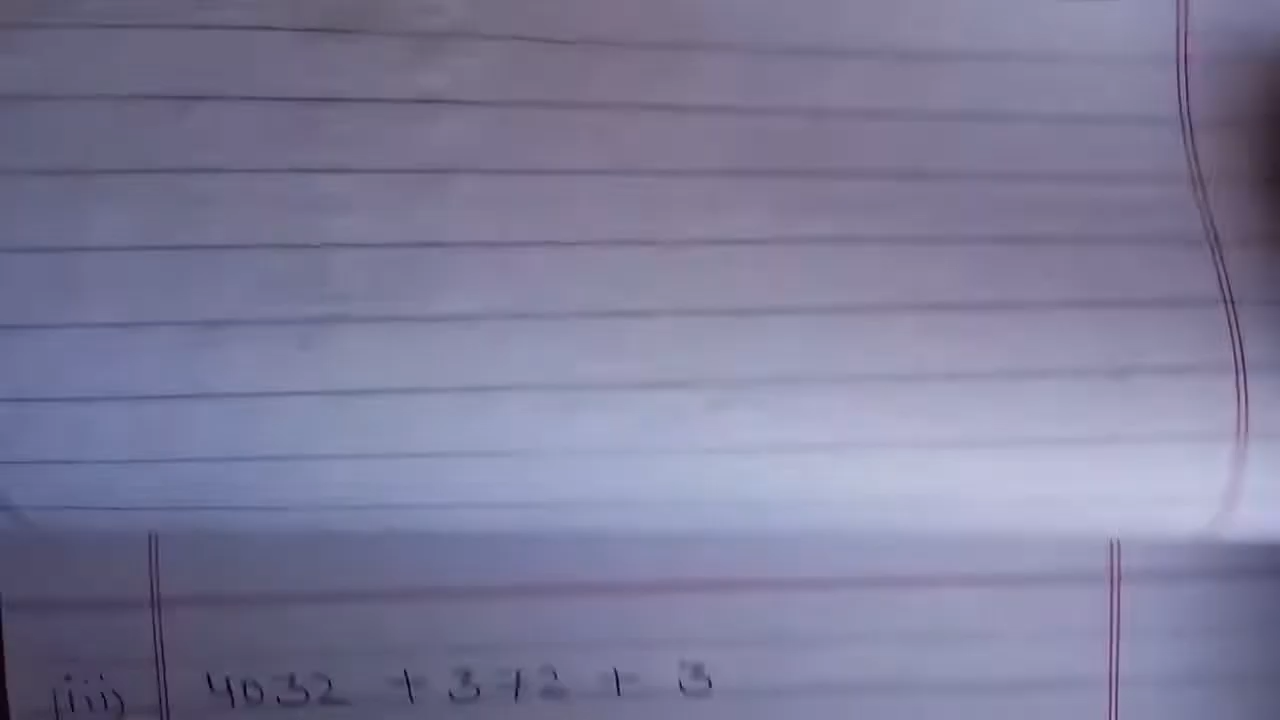 iii) 4032 + 372 + 3